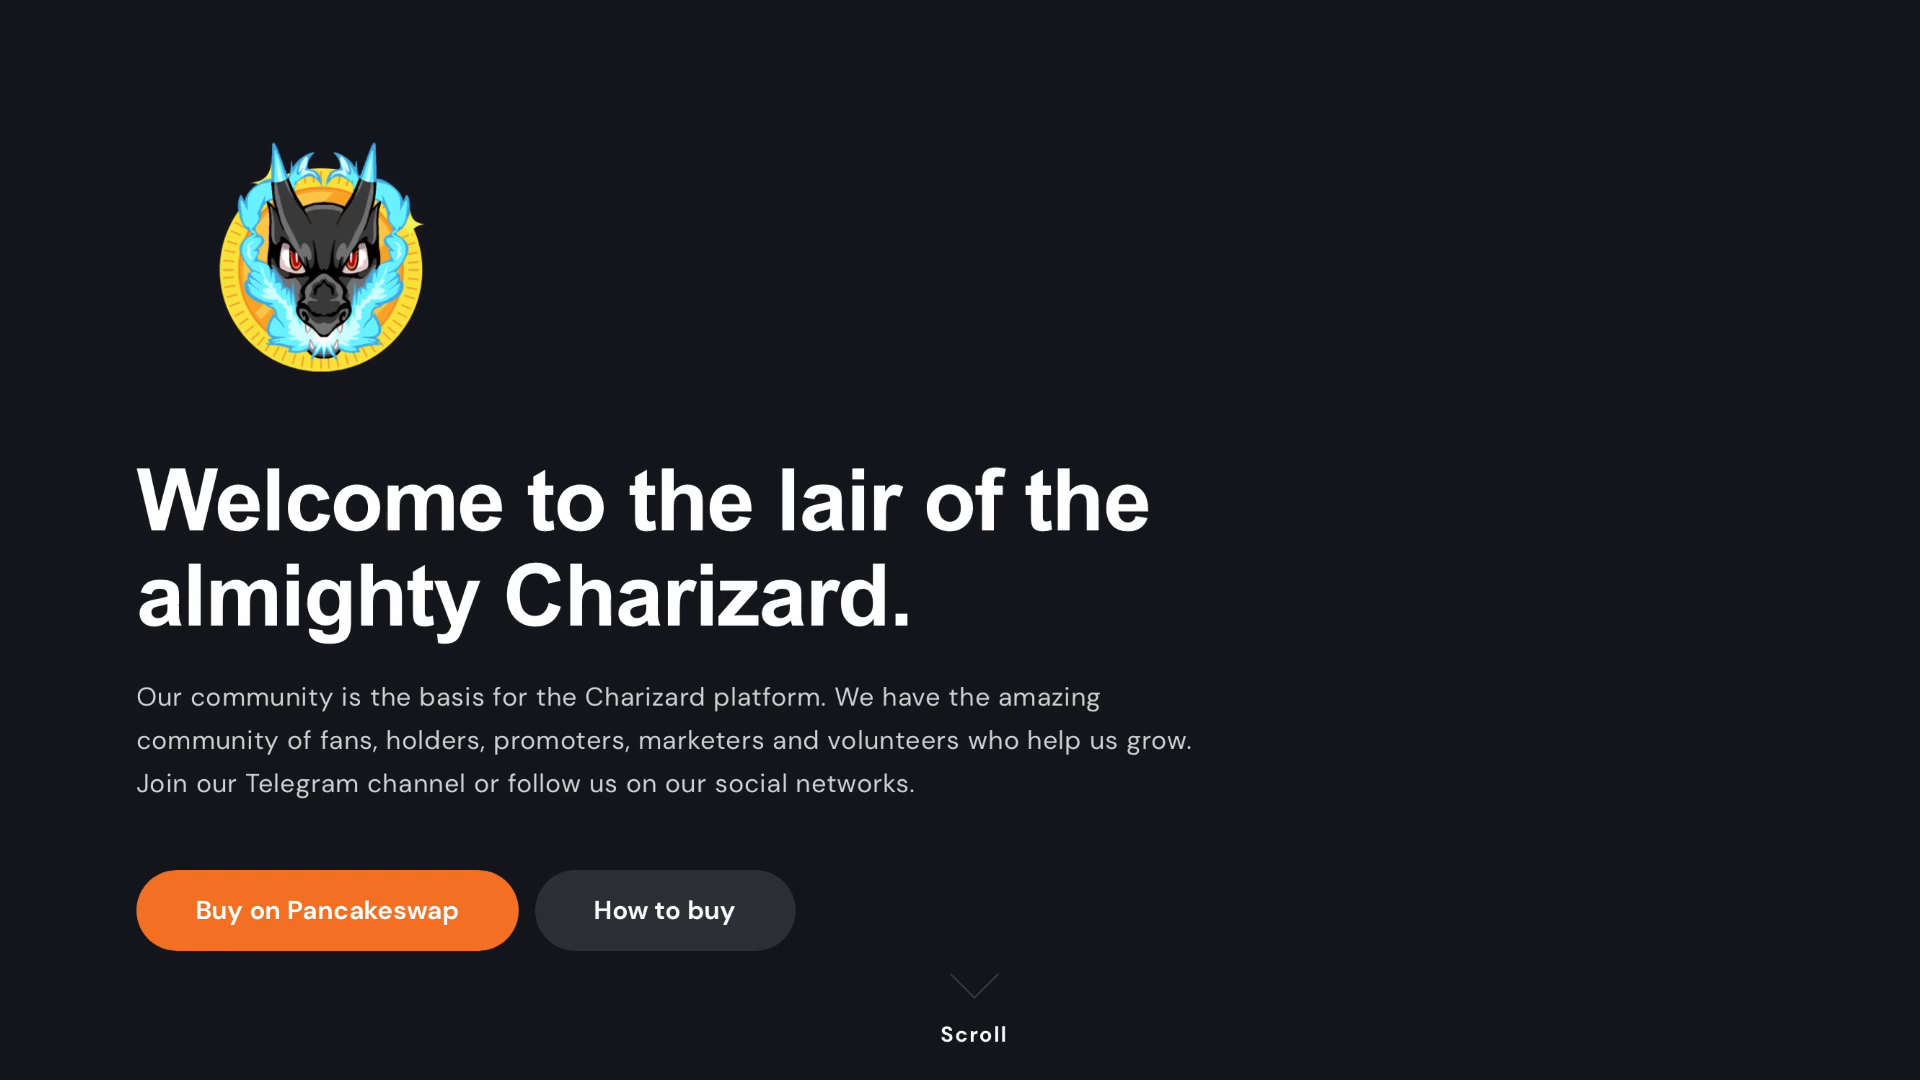 Welcome to the lair of the
almighty Charizard.
Our community is the basis for the Charizard platform. We have the amazing
community of fans, holders, promoters, marketers and volunteers who help us grow.
Join our Telegram channel or follow us on our social networks.
Buy on Pancakeswap
How to buy
Scroll